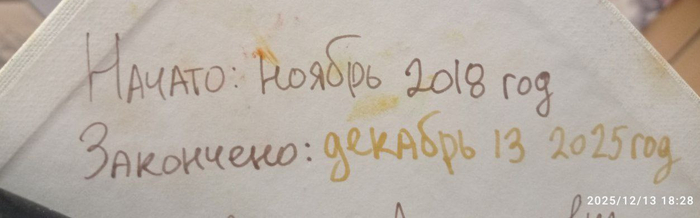 Начато: ноябрь 2018 год
Закончено: декабрь 13 2025 год
2025/12/13 18:28